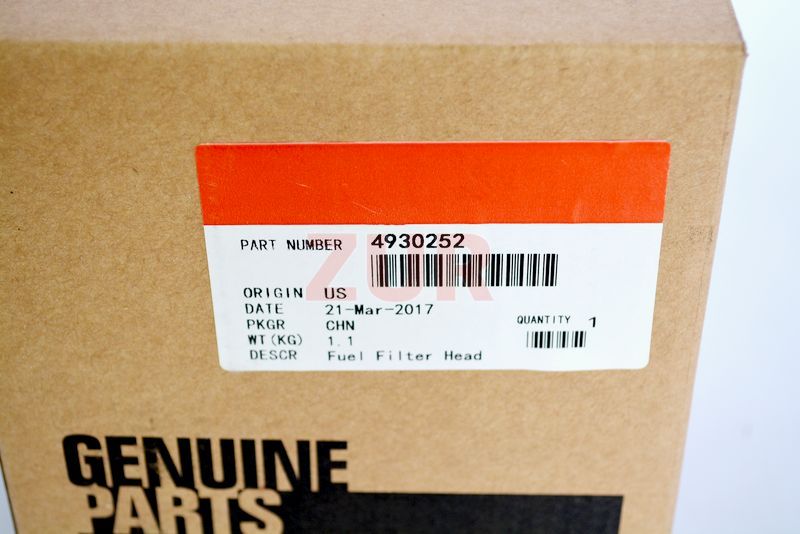 PART NUMBER 4930252
ZUR
ORIGIN US
DATE 21-Mar-2017
PKGR CHN
QUANTITY 1
WT(KG) 1.1
DESCR Fuel Filter Head
GENUINE
PARTS